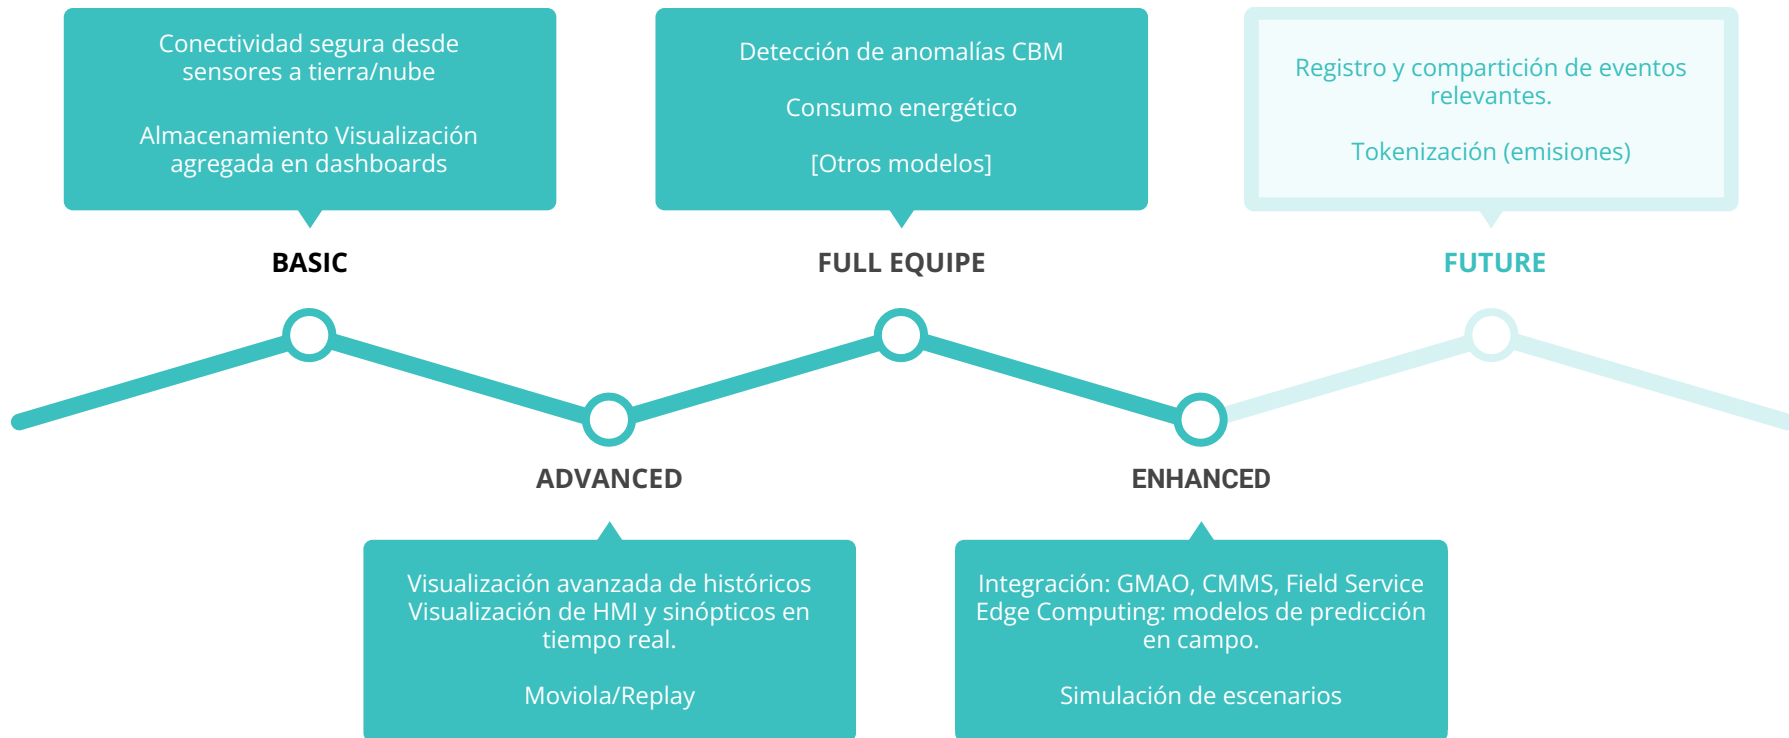 Conectividad segura desde
sensores a tierra/nube
Almacenamiento Visualización
agregada en dashboards
BASIC
Detección de anomalías CBM
Consumo energético
[Otros modelos]
FULL EQUIPE
Registro y compartición de eventos
relevantes.
Tokenización (emisiones)
FUTURE
ADVANCED
Visualización avanzada de históricos
Visualización de HMI y sinópticos en
tiempo real.
Moviola/Replay
ENHANCED
Integración: GMAO, CMMS, Field Service
Edge Computing: modelos de predicción
en campo.
Simulación de escenarios